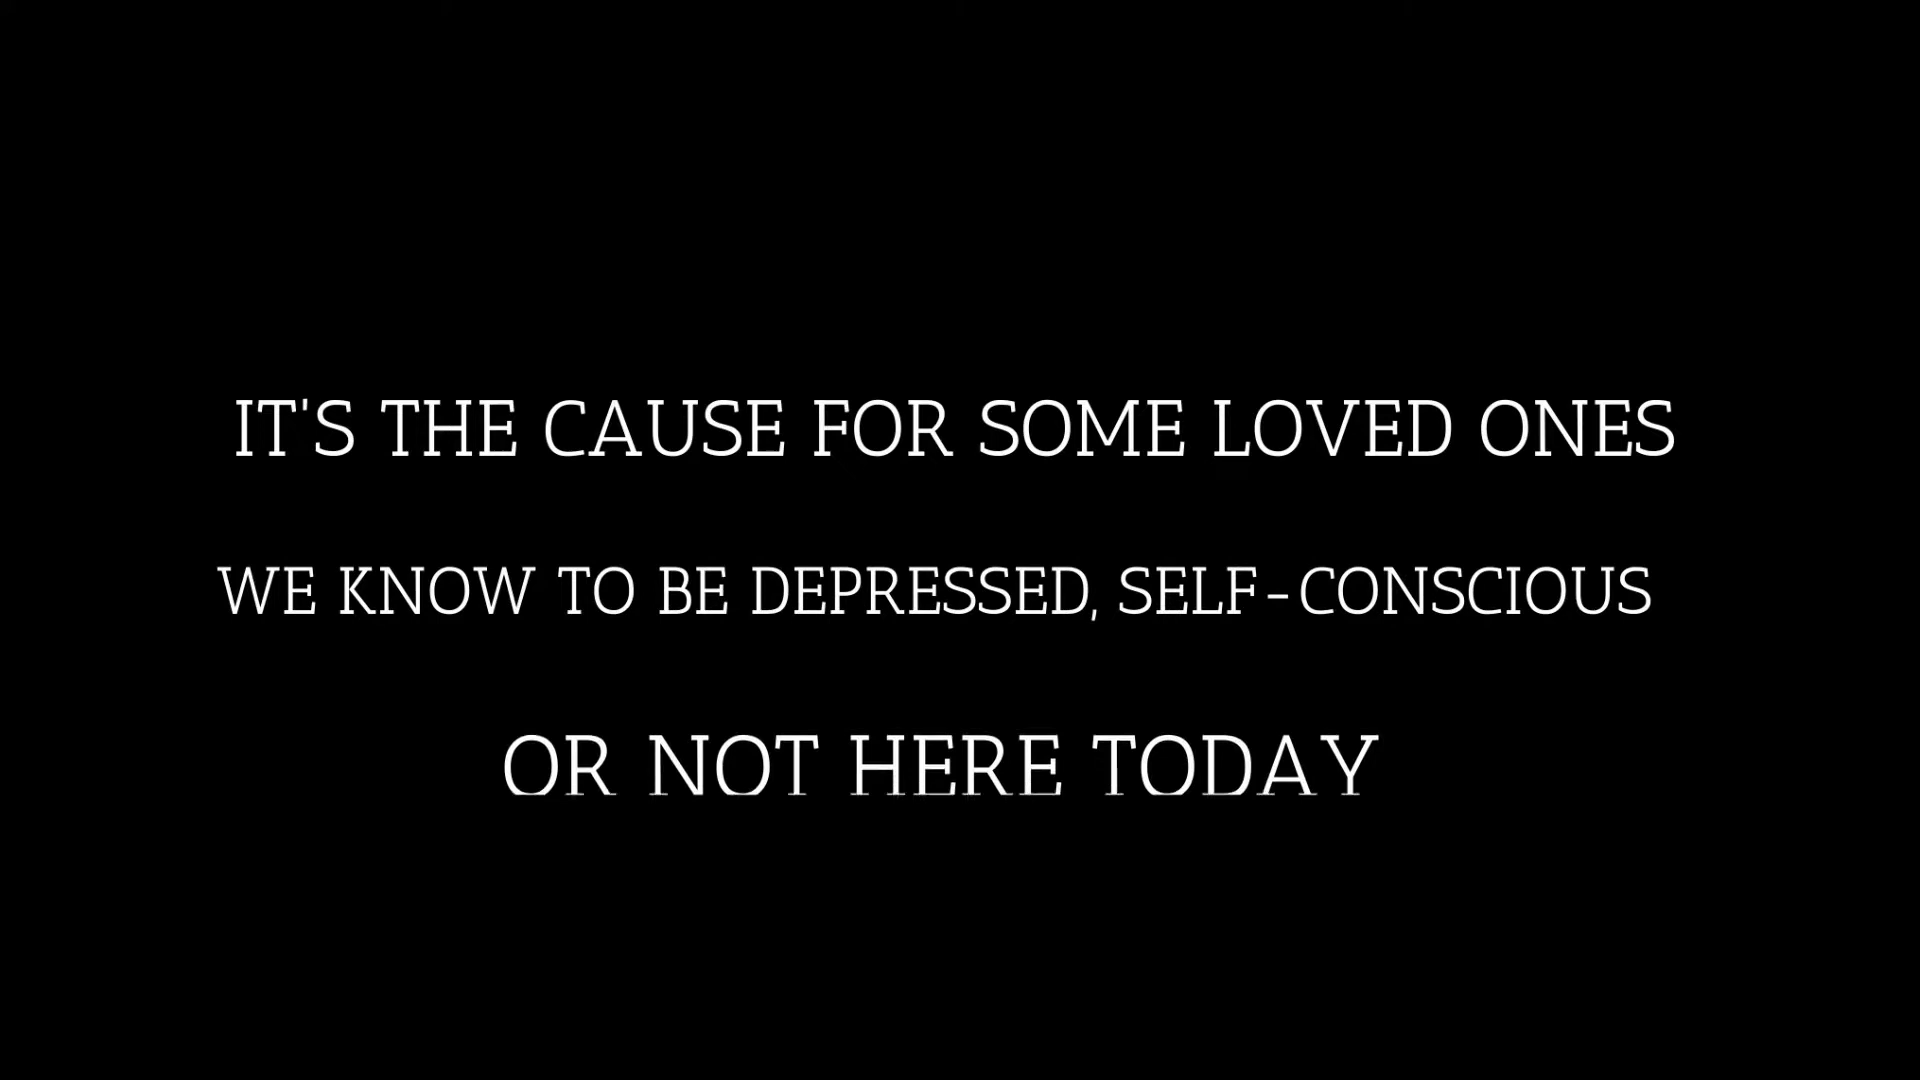 IT'S THE CAUSE FOR SOME LOVED ONES
WE KNOW TO BE DEPRESSED, SELF-CONSCIOUS
OR NOT HERE TODAY